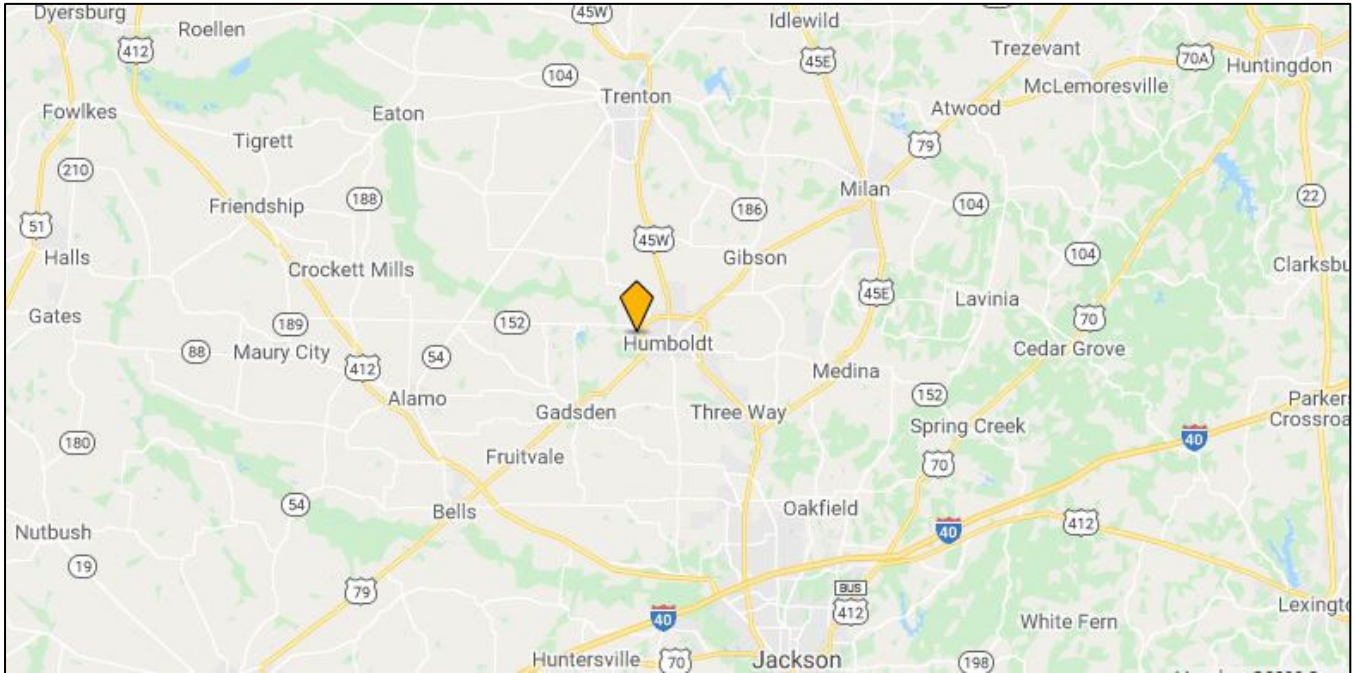 Dyersburg
45W
Idlewild
Roellen
412
45E
Trezevant
70A
Huntingdon
104
McLemoresville
Trenton
Atwood
Fowlkes
Eaton
Tigrett
79
210
Milan
188
22
Friendship
186
104
51
45W
Halls
Gibson
104
Crockett Mills
Clarksbu
45E
Lavinia
Gates
189
152
70
88
Maury City
54
Humboldt
Cedar Grove
412
Medina
Alamo
152
Parkers
Crossroa
Gadsden
Three Way
Spring Creek
180
40
Fruitvale
70
54
Bells
Oakfield
40
412
Nutbush
19
79
BUS
412
40
Lexingto
White Fern
Huntersville
70
Jackson
198